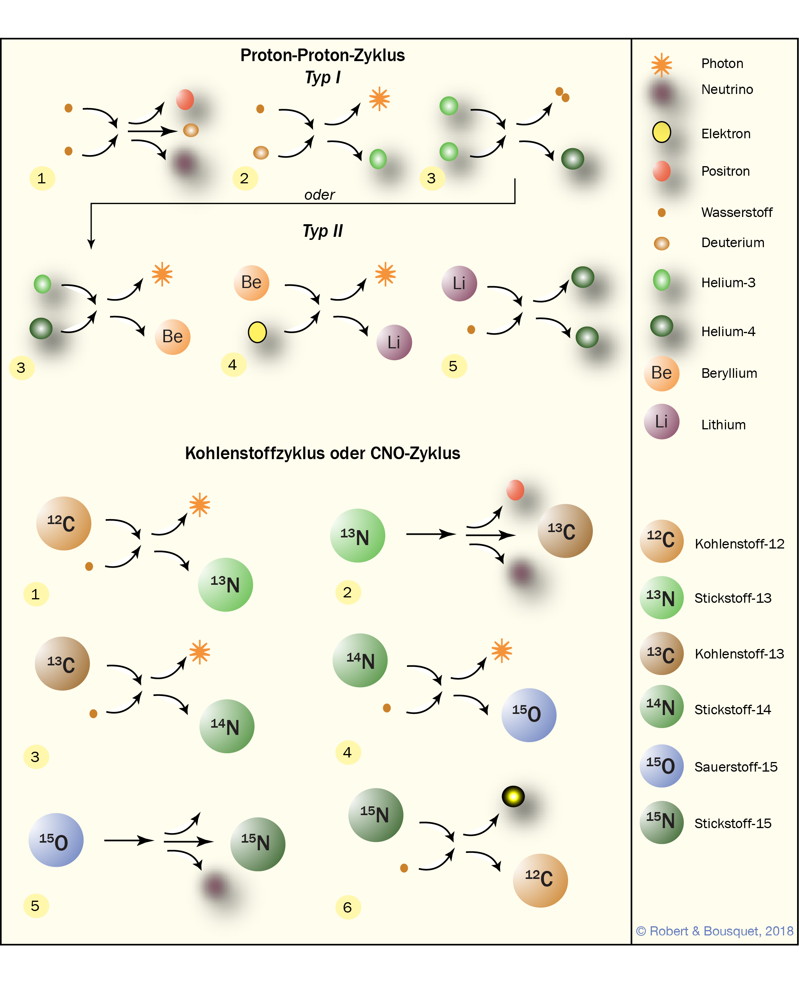 Proton-Proton-Zyklus
Typ I
1
2
3
oder
Typ II
Be
Be
Li
Li
3
4
5
Kohlenstoffzyklus oder CNO-Zyklus
12C
13N
1
13N
13C
2
13C
14N
3
14N
15O
4
15O
15N
5
15N
12C
6
Photon
Neutrino
Elektron
Positron
Wasserstoff
Deuterium
Helium-3
Helium-4
Be Beryllium
Li Lithium
12C Kohlenstoff-12
13N Stickstoff-13
13C Kohlenstoff-13
14N Stickstoff-14
15O Sauerstoff-15
15N Stickstoff-15
© Robert & Bousquet, 2018